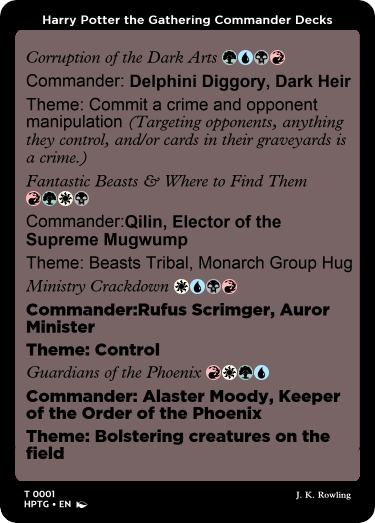 Harry Potter the Gathering Commander Decks
Corruption of the Dark Arts
Commander: Delphini Diggory, Dark Heir
Theme: Commit a crime and opponent
manipulation (Targeting opponents, anything
they control, and/or cards in their graveyards is
a crime.)
Fantastic Beasts & Where to Find Them
Commander:Qilin, Elector of the
Supreme Mugwump
Theme: Beasts Tribal, Monarch Group Hug
Ministry Crackdown
Commander:Rufus Scrimger, Auror
Minister
Theme: Control
Guardians of the Phoenix
Commander: Alaster Moody, Keeper
of the Order of the Phoenix
Theme: Bolstering creatures on the
field
T 0001
HPTG • EN
J. K. Rowling